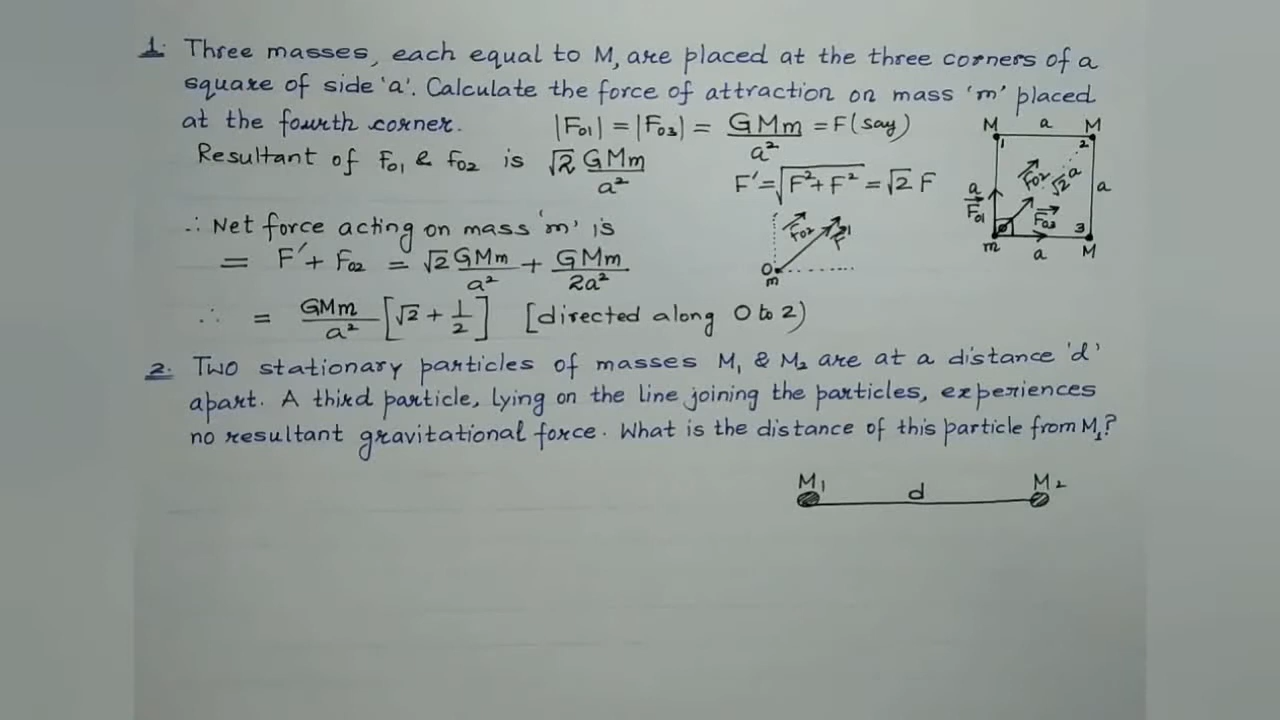 1. Three masses, each equal to M, are placed at the three corners of a
square of side 'a'. Calculate the force of attraction on mass 'm' placed
at the fourth corner. |F01| = |F03| = GMm/a² = F (say)
Resultant of F01 & F02 is √2 GMm/a²
F' = √(F² + F²) = √2 F
M a M
1 2
a F01 F02 √2 a a
m F03 3 M
O
a
∴ Net force acting on mass 'm' is
= F' + F02 = √2 GMm/a² + GMm/2a²
F02 F'
O
m
∴ = GMm/a² [√2 + 1/2] [directed along O to 2)
2. Two stationary particles of masses M1 & M2 are at a distance 'd'
apart. A third particle, lying on the line joining the particles, experiences
no resultant gravitational force. What is the distance of this particle from M1?
M1 d M2